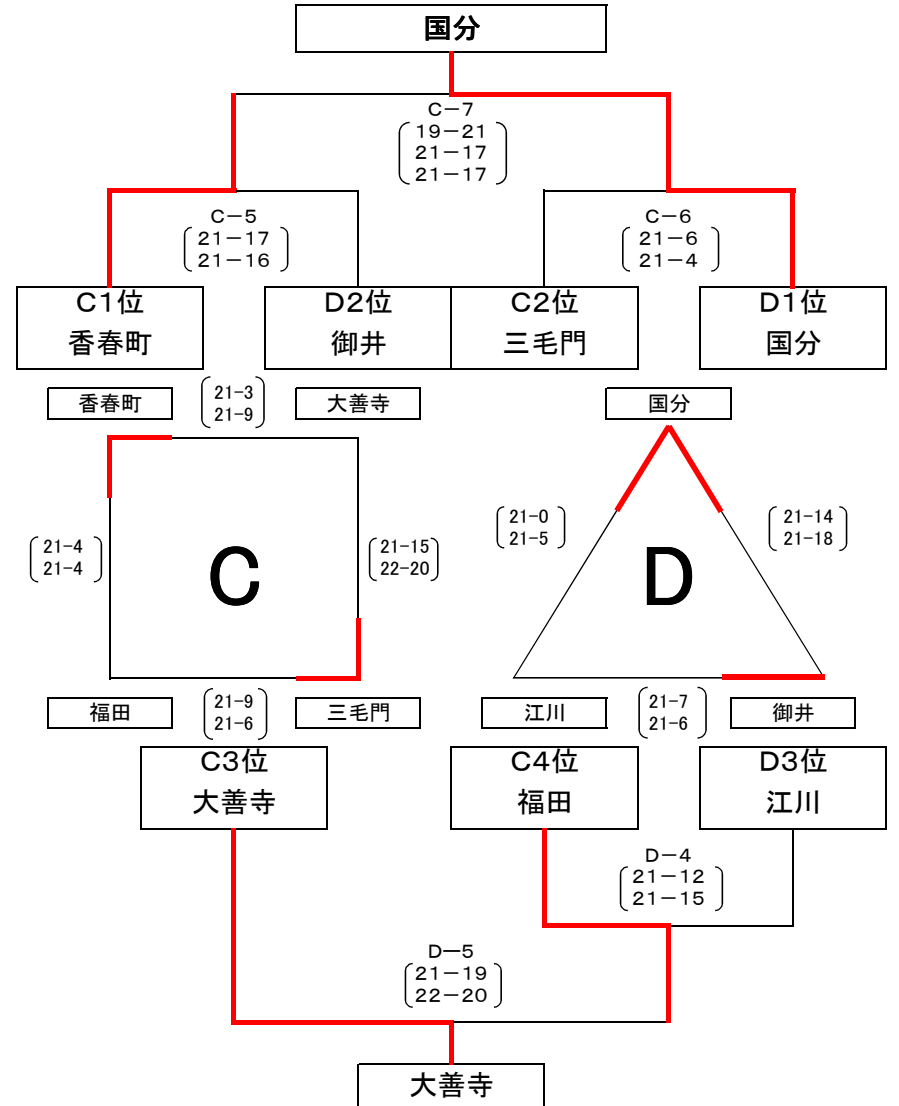 国分
C－7
19－21
21－17
21－17
C－5
21－17
21－16
C－6
21－6
21－4
C1位
香春町
D2位
御井
C2位
三毛門
D1位
国分
香春町
21-3
21-9
大善寺
国分
21-4
21-4
C
21-15
22-20
21-0
21-5
D
21-14
21-18
福田
21-9
21-6
三毛門
江川
21-7
21-6
御井
C3位
大善寺
C4位
福田
D3位
江川
D－4
21－12
21－15
D－5
21－19
22－20
大善寺